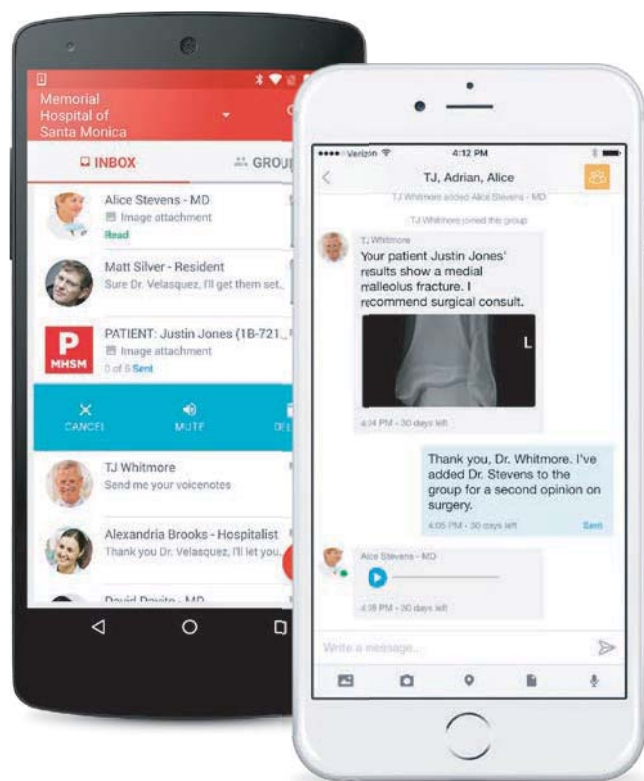 Memorial
Hospital of
Santa Monica
INBOX
GROU
Alice Stevens - MD
Image attachment
Read
Matt Silver - Resident
Sure Dr. Velasquez, I'll get them set.
PATIENT: Justin Jones (1B-721..
Image attachment
0 of 6 Sent
P
MHSM
CANCEL
MUTE
DEL
TJ Whitmore
Send me your voicenotes
Alexandria Brooks - Hospitalist
Thank you Dr. Velasquez, I'll let you.
Verizon
4:12 PM
TJ, Adrian, Alice
TJ Whitmore added Alice Stevens - MD
TJ Whitmore joined this group
TJ Whitmore
Your patient Justin Jones'
results show a medial
malleolus fracture. I
recommend surgical consult.
L
PM - 30 days left
Thank you, Dr. Whitmore. I've
added Dr. Stevens to the
group for a second opinion on
surgery.
4:05 PM - 30 days left
Sent
Alice Stevens - MD
PM - 30 days left
Write a message...